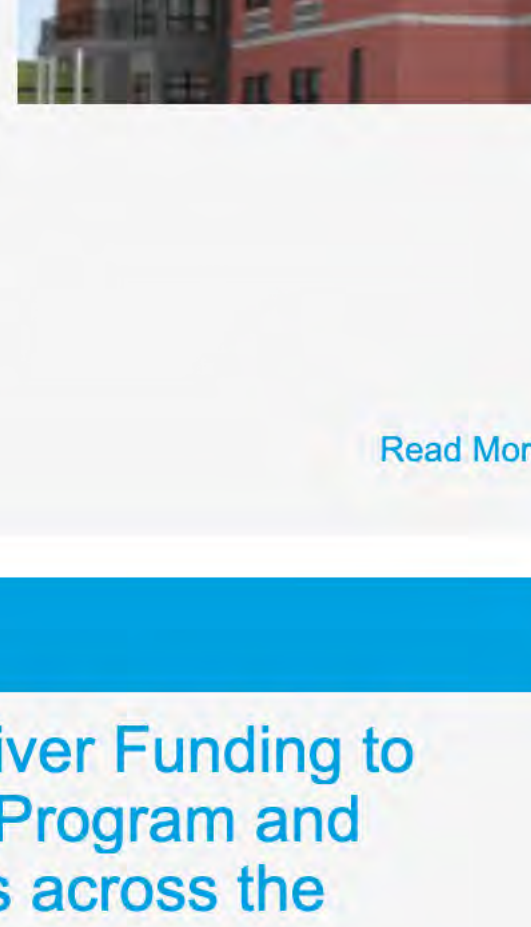 Read Mor
iver Funding to
Program and
s across the